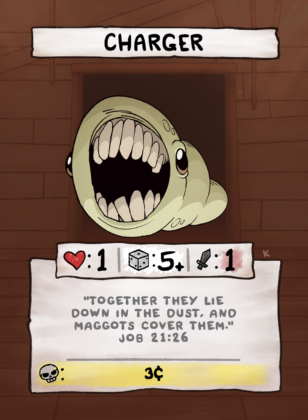 CHARGER
:1 :5+ :1
"TOGETHER THEY LIE
DOWN IN THE DUST, AND
MAGGOTS COVER THEM."
JOB 21:26
: 3¢